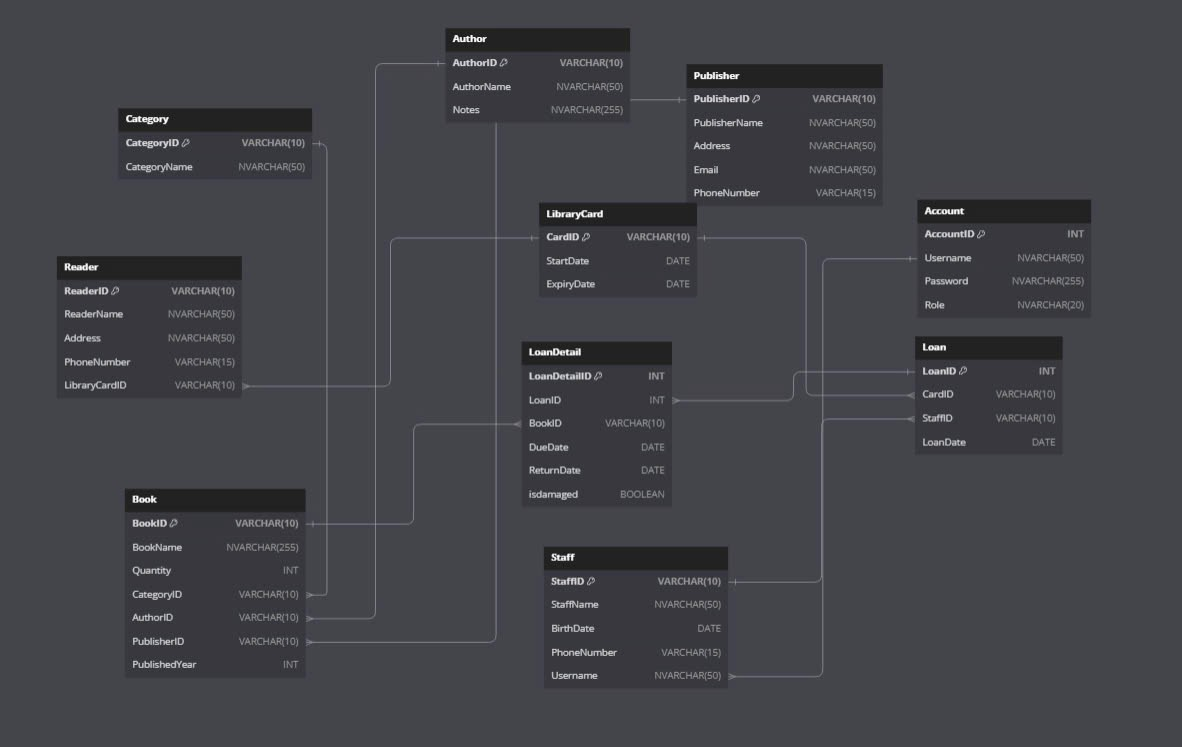 Author
AuthorID VARCHAR(10)
AuthorName NVARCHAR(50)
Notes NVARCHAR(255)
Publisher
PublisherID VARCHAR(10)
PublisherName NVARCHAR(50)
Address NVARCHAR(50)
Email NVARCHAR(50)
PhoneNumber VARCHAR(15)
Category
CategoryID VARCHAR(10)
CategoryName NVARCHAR(50)
LibraryCard
CardID VARCHAR(10)
StartDate DATE
ExpiryDate DATE
Account
AccountID INT
Username NVARCHAR(50)
Password NVARCHAR(255)
Role NVARCHAR(20)
Reader
ReaderID VARCHAR(10)
ReaderName NVARCHAR(50)
Address NVARCHAR(50)
PhoneNumber VARCHAR(15)
LibraryCardID VARCHAR(10)
LoanDetail
LoanDetailID INT
LoanID INT
BookID VARCHAR(10)
DueDate DATE
ReturnDate DATE
isdamaged BOOLEAN
Loan
LoanID INT
CardID VARCHAR(10)
StaffID VARCHAR(10)
LoanDate DATE
Book
BookID VARCHAR(10)
BookName NVARCHAR(255)
Quantity INT
CategoryID VARCHAR(10)
AuthorID VARCHAR(10)
PublisherID VARCHAR(10)
PublishedYear INT
Staff
StaffID VARCHAR(10)
StaffName NVARCHAR(50)
BirthDate DATE
PhoneNumber VARCHAR(15)
Username NVARCHAR(50)